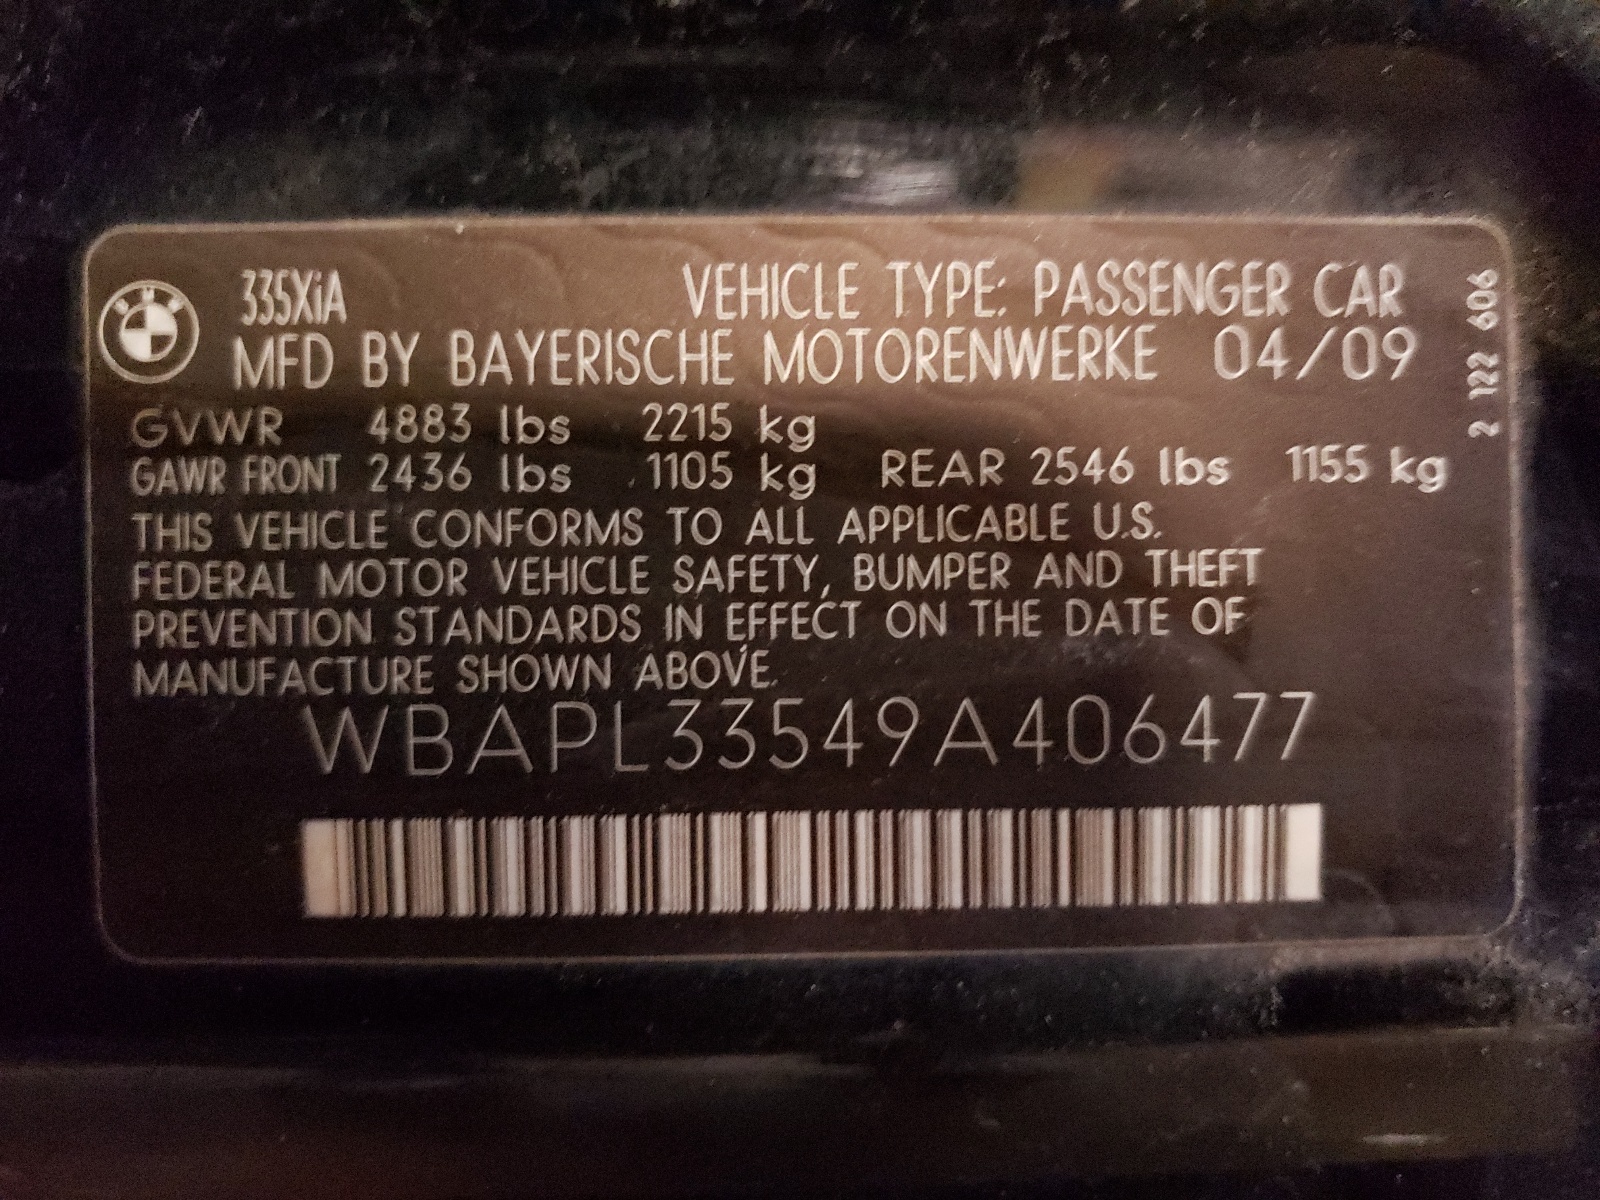 BMW
335XiA VEHICLE TYPE: PASSENGER CAR
MFD BY BAYERISCHE MOTORENWERKE 04/09
GVWR 4883 lbs 2215 kg
GAWR FRONT 2436 lbs 1105 kg REAR 2546 lbs 1155 kg
THIS VEHICLE CONFORMS TO ALL APPLICABLE U.S.
FEDERAL MOTOR VEHICLE SAFETY, BUMPER AND THEFT
PREVENTION STANDARDS IN EFFECT ON THE DATE OF
MANUFACTURE SHOWN ABOVE.
WBAPL33549A406477
2 122 606